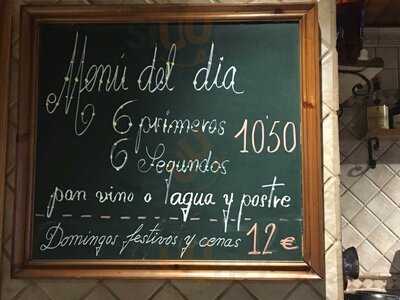 Menú del dia
6 primeros 10'50
6 Segundos
pan vino o agua y postre
Domingos festivos y cenas 12 €